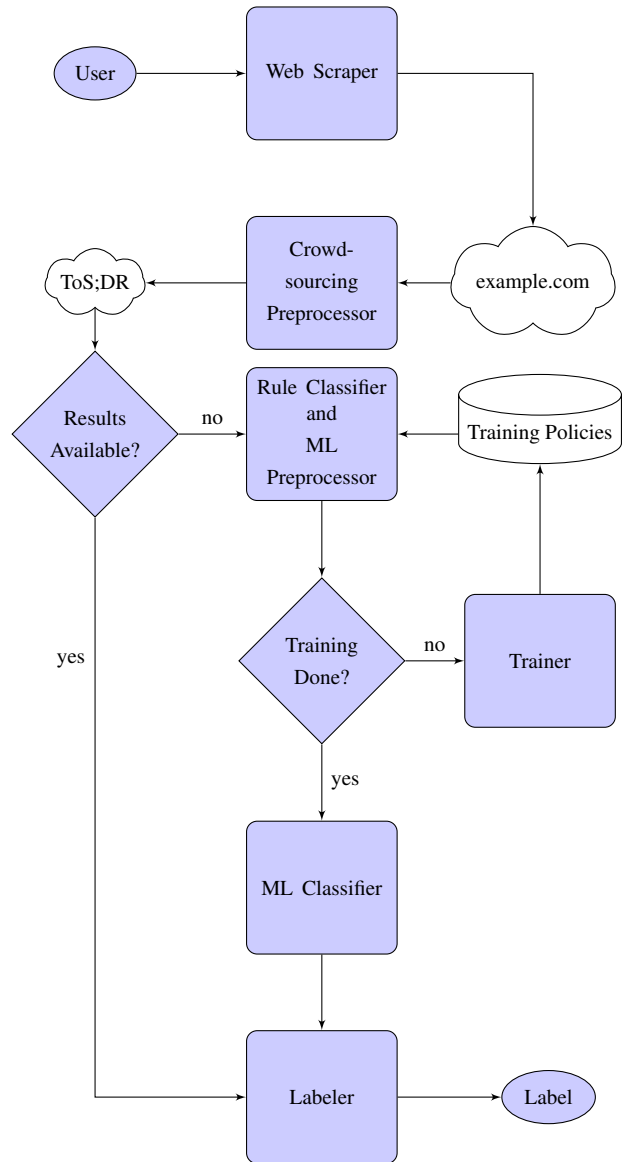 User
Web Scraper
Crowd-
sourcing
Preprocessor
ToS;DR
example.com
Results
Available?
no
Rule Classifier
and
ML
Preprocessor
Training Policies
yes
Training
Done?
no
Trainer
yes
ML Classifier
Labeler
Label